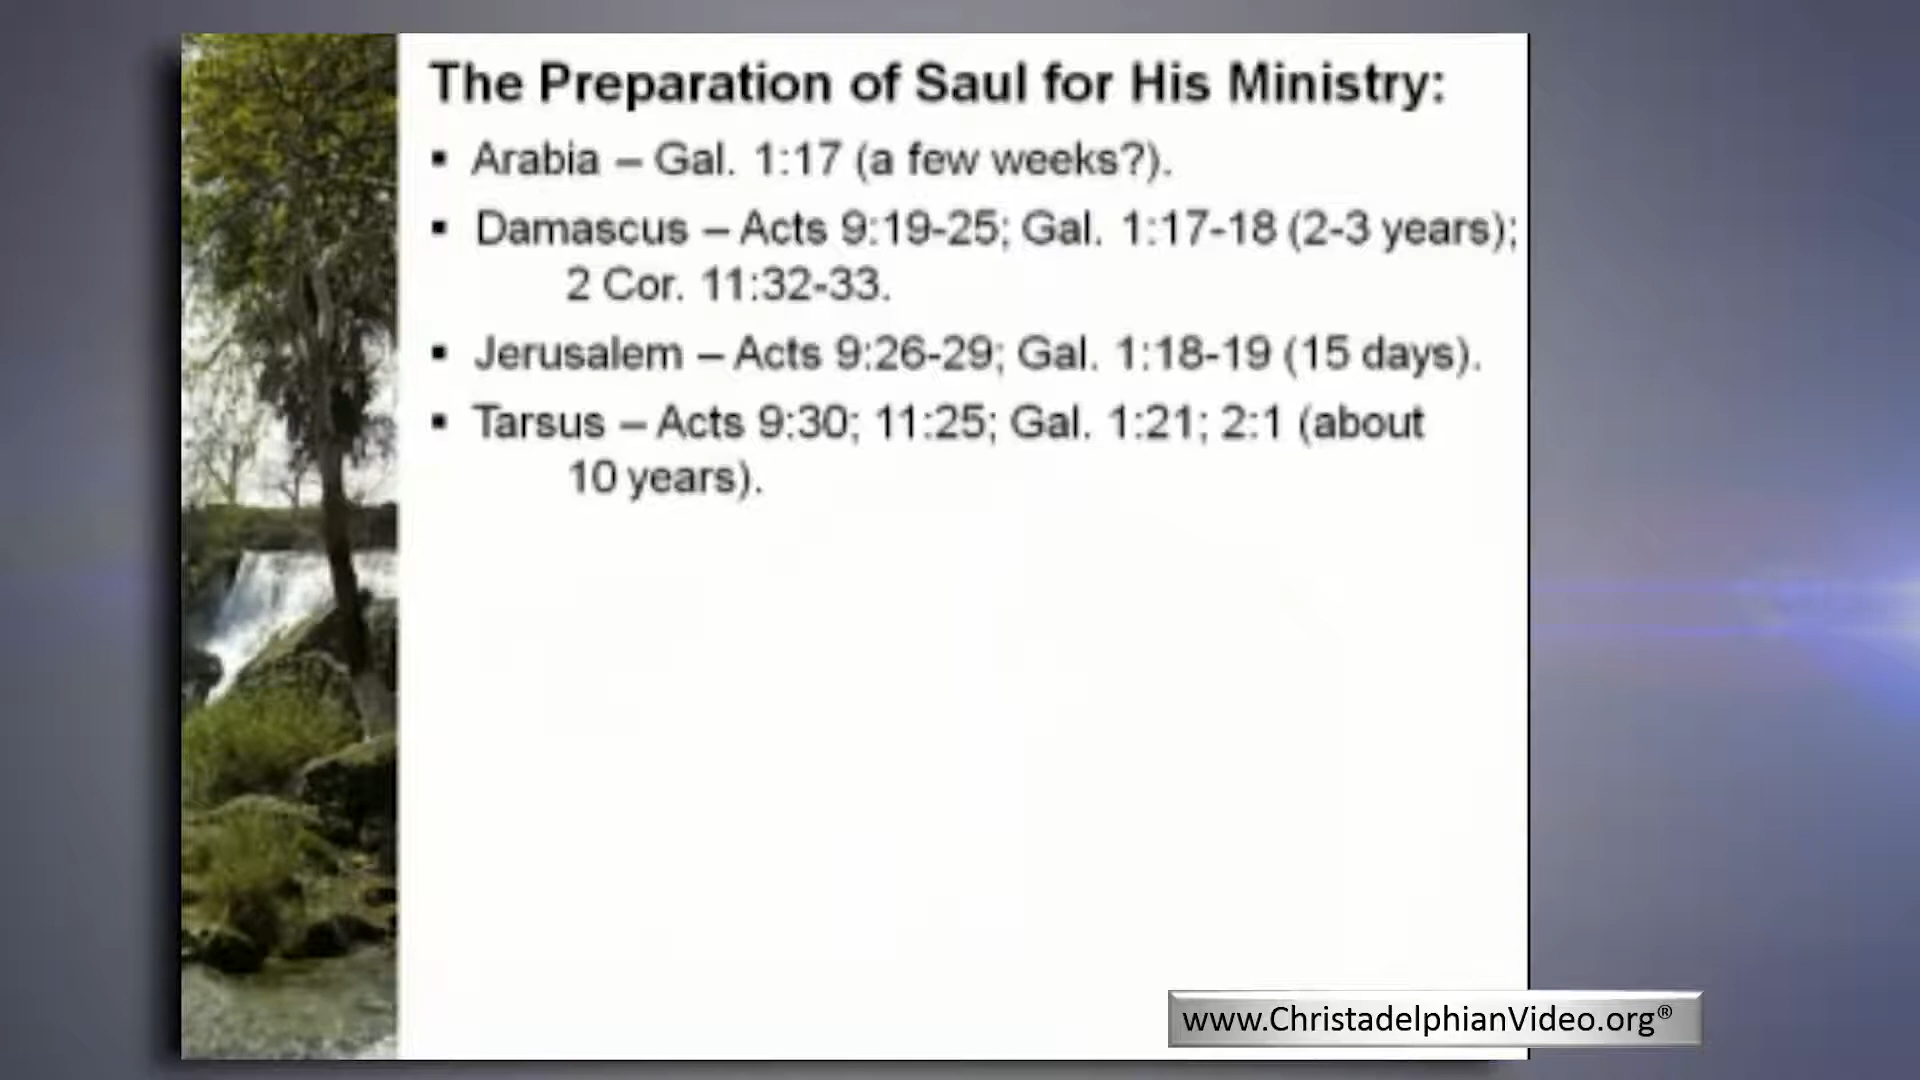 The Preparation of Saul for His Ministry:
▪ Arabia – Gal. 1:17 (a few weeks?).
▪ Damascus – Acts 9:19-25; Gal. 1:17-18 (2-3 years);
2 Cor. 11:32-33.
▪ Jerusalem – Acts 9:26-29; Gal. 1:18-19 (15 days).
▪ Tarsus – Acts 9:30; 11:25; Gal. 1:21; 2:1 (about
10 years).
www.ChristadelphianVideo.org®